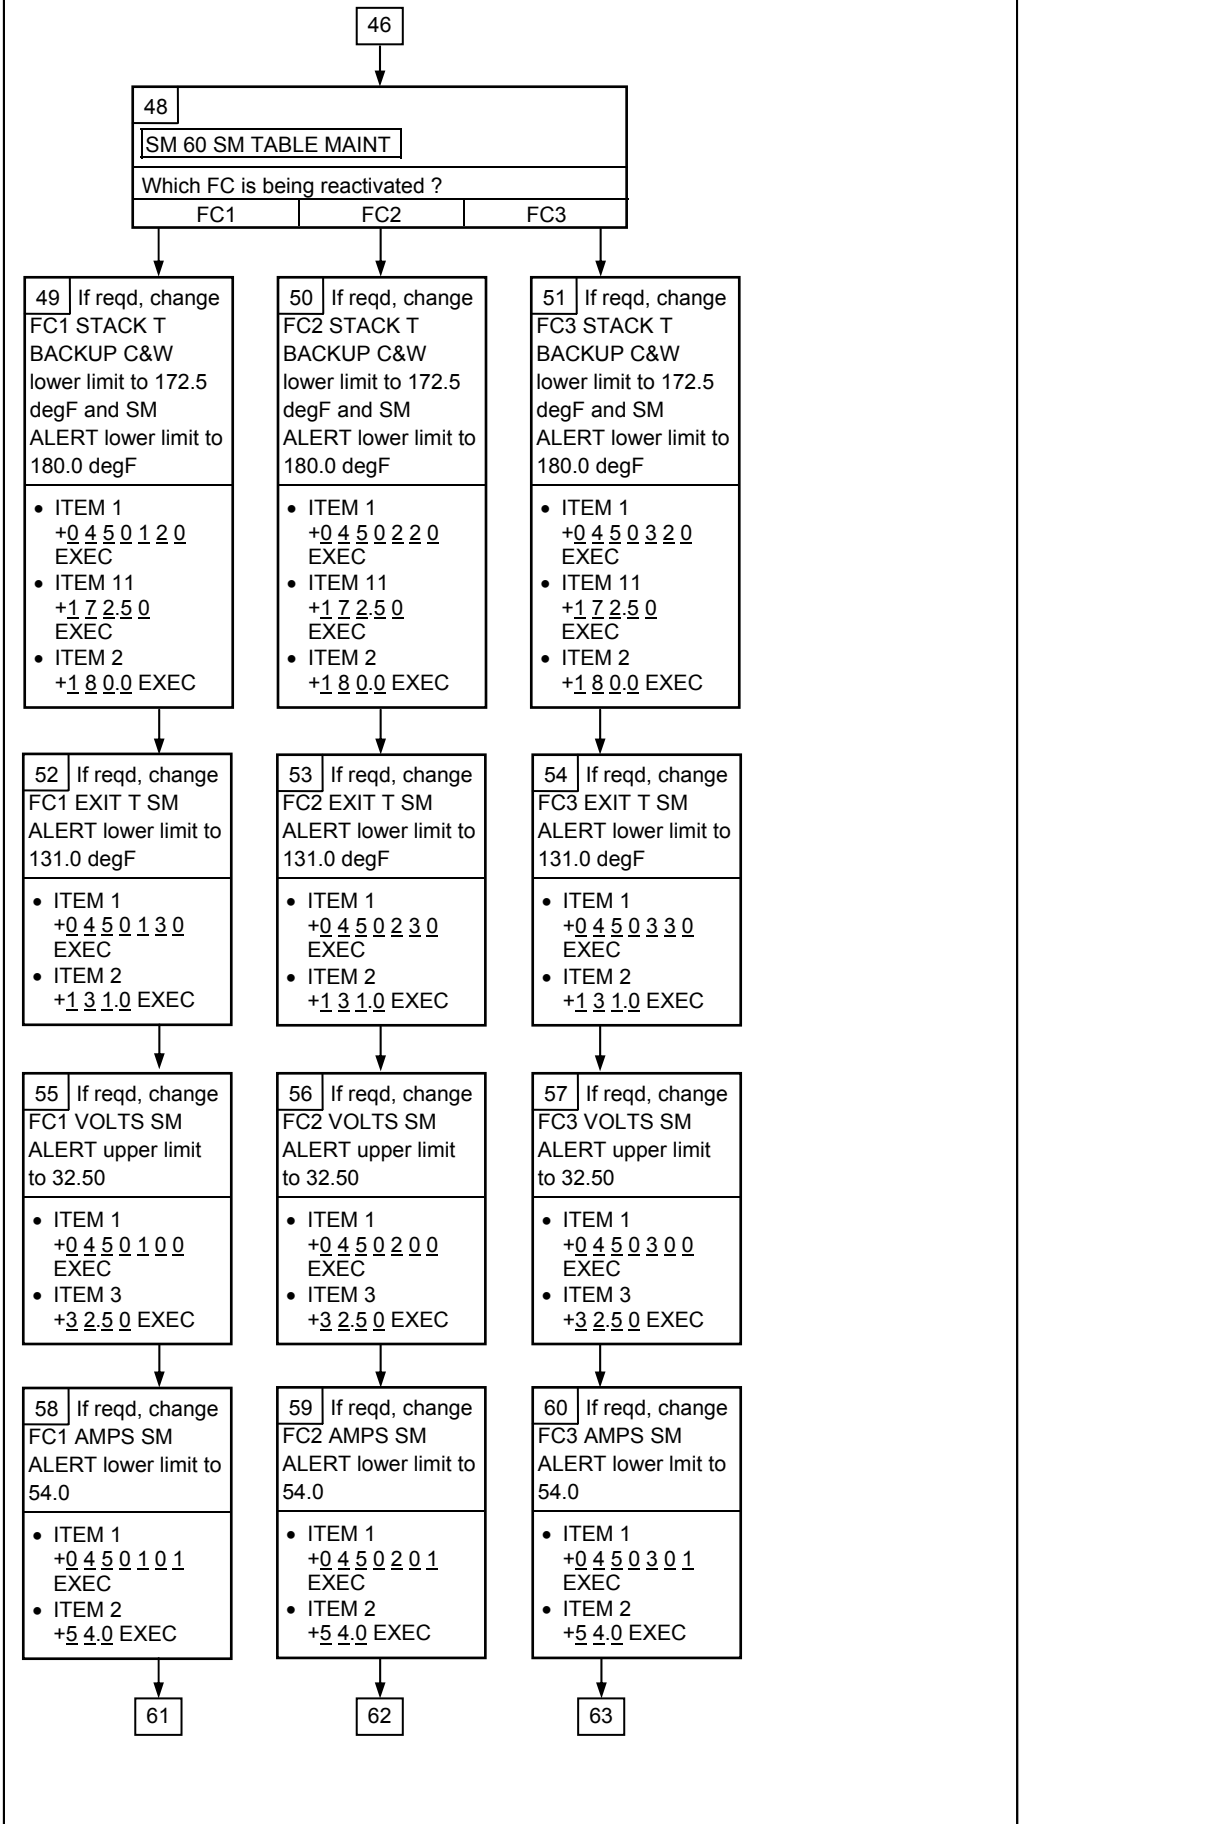 46
48
SM 60 SM TABLE MAINT
Which FC is being reactivated ?
FC1 FC2 FC3
49 If reqd, change
FC1 STACK T
BACKUP C&W
lower limit to 172.5
degF and SM
ALERT lower limit to
180.0 degF
• ITEM 1
+0 4 5 0 1 2 0
EXEC
• ITEM 11
+1 7 2.5 0
EXEC
• ITEM 2
+1 8 0.0 EXEC
50 If reqd, change
FC2 STACK T
BACKUP C&W
lower limit to 172.5
degF and SM
ALERT lower limit to
180.0 degF
• ITEM 1
+0 4 5 0 2 2 0
EXEC
• ITEM 11
+1 7 2.5 0
EXEC
• ITEM 2
+1 8 0.0 EXEC
51 If reqd, change
FC3 STACK T
BACKUP C&W
lower limit to 172.5
degF and SM
ALERT lower limit to
180.0 degF
• ITEM 1
+0 4 5 0 3 2 0
EXEC
• ITEM 11
+1 7 2.5 0
EXEC
• ITEM 2
+1 8 0.0 EXEC
52 If reqd, change
FC1 EXIT T SM
ALERT lower limit to
131.0 degF
• ITEM 1
+0 4 5 0 1 3 0
EXEC
• ITEM 2
+1 3 1.0 EXEC
53 If reqd, change
FC2 EXIT T SM
ALERT lower limit to
131.0 degF
• ITEM 1
+0 4 5 0 2 3 0
EXEC
• ITEM 2
+1 3 1.0 EXEC
54 If reqd, change
FC3 EXIT T SM
ALERT lower limit to
131.0 degF
• ITEM 1
+0 4 5 0 3 3 0
EXEC
• ITEM 2
+1 3 1.0 EXEC
55 If reqd, change
FC1 VOLTS SM
ALERT upper limit
to 32.50
• ITEM 1
+0 4 5 0 1 0 0
EXEC
• ITEM 3
+3 2.5 0 EXEC
56 If reqd, change
FC2 VOLTS SM
ALERT upper limit
to 32.50
• ITEM 1
+0 4 5 0 2 0 0
EXEC
• ITEM 3
+3 2.5 0 EXEC
57 If reqd, change
FC3 VOLTS SM
ALERT upper limit
to 32.50
• ITEM 1
+0 4 5 0 3 0 0
EXEC
• ITEM 3
+3 2.5 0 EXEC
58 If reqd, change
FC1 AMPS SM
ALERT lower limit to
54.0
• ITEM 1
+0 4 5 0 1 0 1
EXEC
• ITEM 2
+5 4.0 EXEC
59 If reqd, change
FC2 AMPS SM
ALERT lower limit to
54.0
• ITEM 1
+0 4 5 0 2 0 1
EXEC
• ITEM 2
+5 4.0 EXEC
60 If reqd, change
FC3 AMPS SM
ALERT lower lmit to
54.0
• ITEM 1
+0 4 5 0 3 0 1
EXEC
• ITEM 2
+5 4.0 EXEC
61 62 63